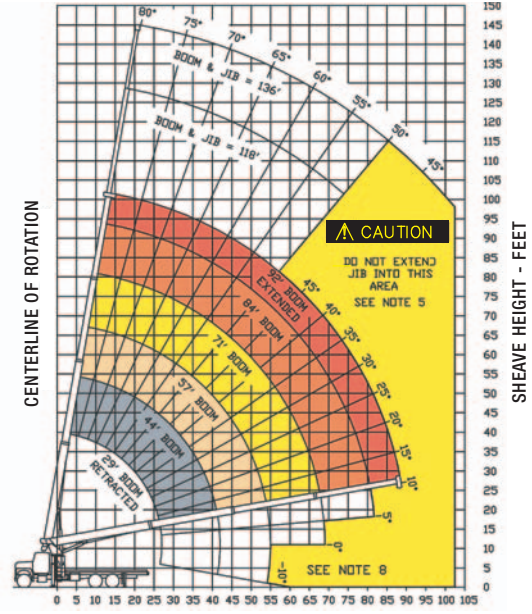 150
145
140
135
130
125
120
115
110
105
100
95
90
85
80
75
70
65
60
55
50
45
40
35
30
25
20
15
10
5
0
SHEAVE HEIGHT - FEET
CENTERLINE OF ROTATION
80°
75°
70°
65°
60°
55°
50°
45°
BOOM & JIB = 136'
BOOM & JIB = 118'
CAUTION
DO NOT EXTEND
JIB INTO THIS
AREA
SEE NOTE 5
92' BOOM
EXTENDED
84' BOOM
71' BOOM
57' BOOM
44' BOOM
29' BOOM
RETRACTED
45°
40°
35°
30°
25°
20°
15°
10°
5°
0°
-10°
SEE NOTE 8
0 5 10 15 20 25 30 35 40 45 50 55 60 65 70 75 80 85 90 95 100 105